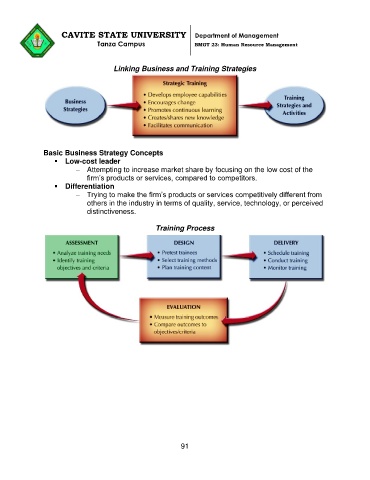 CAVITE STATE UNIVERSITY
Tanza Campus
Department of Management
BMGT 23: Human Resource Management
Linking Business and Training Strategies
Business
Strategies
Strategic Training
• Develops employee capabilities
• Encourages change
• Promotes continuous learning
• Creates/shares new knowledge
• Facilitates communication
Training
Strategies and
Activities
Basic Business Strategy Concepts
▪ Low-cost leader
– Attempting to increase market share by focusing on the low cost of the
firm's products or services, compared to competitors.
▪ Differentiation
– Trying to make the firm's products or services competitively different from
others in the industry in terms of quality, service, technology, or perceived
distinctiveness.
Training Process
ASSESSMENT
• Analyze training needs
• Identify training
objectives and criteria
DESIGN
• Pretest trainees
• Select training methods
• Plan training content
DELIVERY
• Schedule training
• Conduct training
• Monitor training
EVALUATION
• Measure training outcomes
• Compare outcomes to
objectives/criteria
91